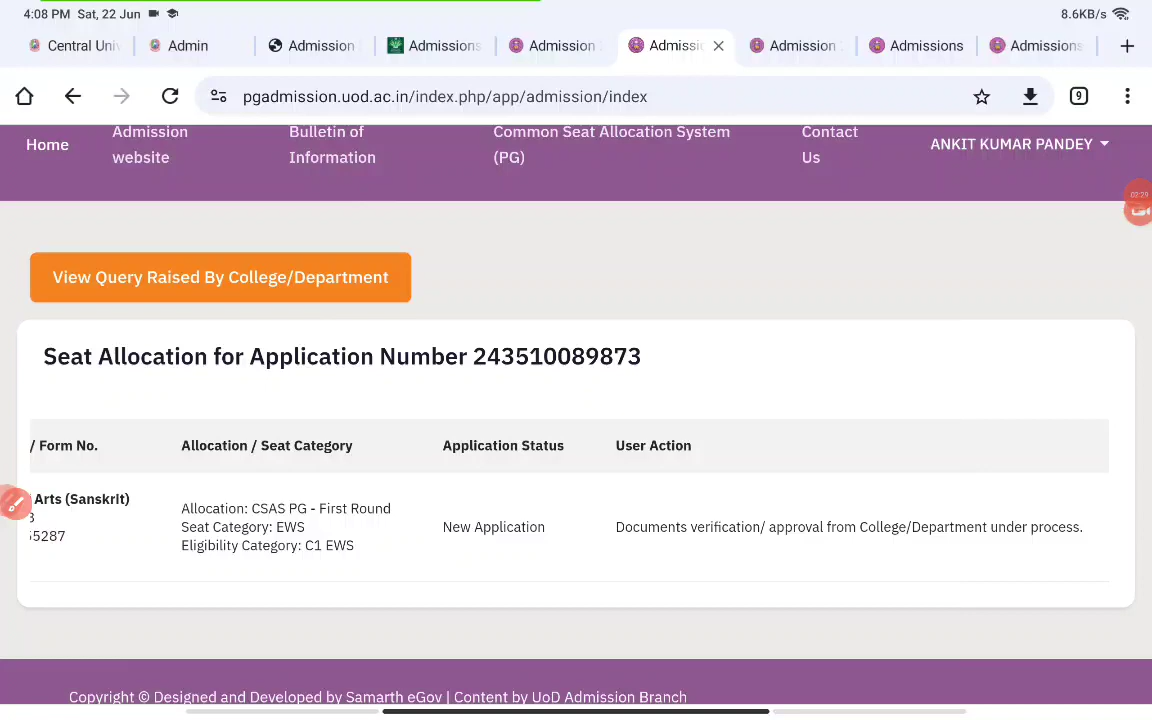 4:08 PM Sat, 22 Jun
8.6KB/s
Central Uni
Admin
Admission
Admissions
Admission
Admissi
Admission
Admissions
Admissions
pgadmission.uod.ac.in/index.php/app/admission/index
9
Home
Admission website
Bulletin of Information
Common Seat Allocation System (PG)
Contact Us
ANKIT KUMAR PANDEY
02:29
View Query Raised By College/Department
Seat Allocation for Application Number 243510089873
/ Form No.
Allocation / Seat Category
Application Status
User Action
Arts (Sanskrit)
5287
Allocation: CSAS PG - First Round
Seat Category: EWS
Eligibility Category: C1 EWS
New Application
Documents verification/ approval from College/Department under process.
Copyright © Designed and Developed by Samarth eGov | Content by UoD Admission Branch